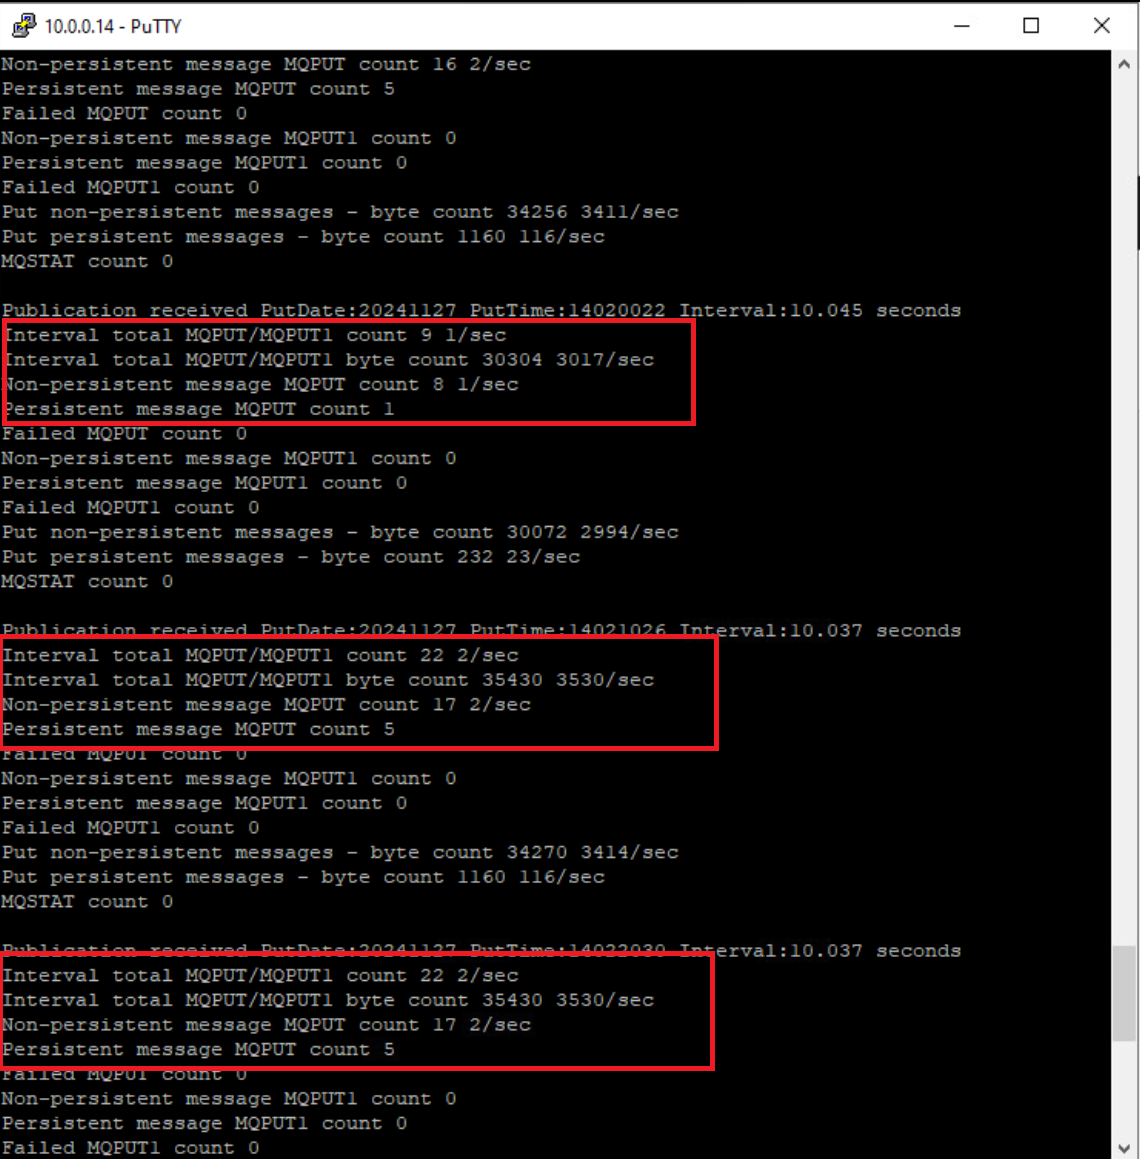 10.0.0.14 - PuTTY
Non-persistent message MQPUT count 16 2/sec
Persistent message MQPUT count 5
Failed MQPUT count 0
Non-persistent message MQPUT1 count 0
Persistent message MQPUT1 count 0
Failed MQPUT1 count 0
Put non-persistent messages - byte count 34256 3411/sec
Put persistent messages - byte count 1160 116/sec
MQSTAT count 0
Publication received PutDate:20241127 PutTime:14020022 Interval:10.045 seconds
Interval total MQPUT/MQPUT1 count 9 1/sec
Interval total MQPUT/MQPUT1 byte count 30304 3017/sec
Non-persistent message MQPUT count 8 1/sec
Persistent message MQPUT count 1
Failed MQPUT count 0
Non-persistent message MQPUT1 count 0
Persistent message MQPUT1 count 0
Failed MQPUT1 count 0
Put non-persistent messages - byte count 30072 2994/sec
Put persistent messages - byte count 232 23/sec
MQSTAT count 0
Publication received PutDate:20241127 PutTime:14021026 Interval:10.037 seconds
Interval total MQPUT/MQPUT1 count 22 2/sec
Interval total MQPUT/MQPUT1 byte count 35430 3530/sec
Non-persistent message MQPUT count 17 2/sec
Persistent message MQPUT count 5
Failed MQPUT count 0
Non-persistent message MQPUT1 count 0
Persistent message MQPUT1 count 0
Failed MQPUT1 count 0
Put non-persistent messages - byte count 34270 3414/sec
Put persistent messages - byte count 1160 116/sec
MQSTAT count 0
Publication received PutDate:20241127 PutTime:14022030 Interval:10.037 seconds
Interval total MQPUT/MQPUT1 count 22 2/sec
Interval total MQPUT/MQPUT1 byte count 35430 3530/sec
Non-persistent message MQPUT count 17 2/sec
Persistent message MQPUT count 5
Failed MQPUT count 0
Non-persistent message MQPUT1 count 0
Persistent message MQPUT1 count 0
Failed MQPUT1 count 0